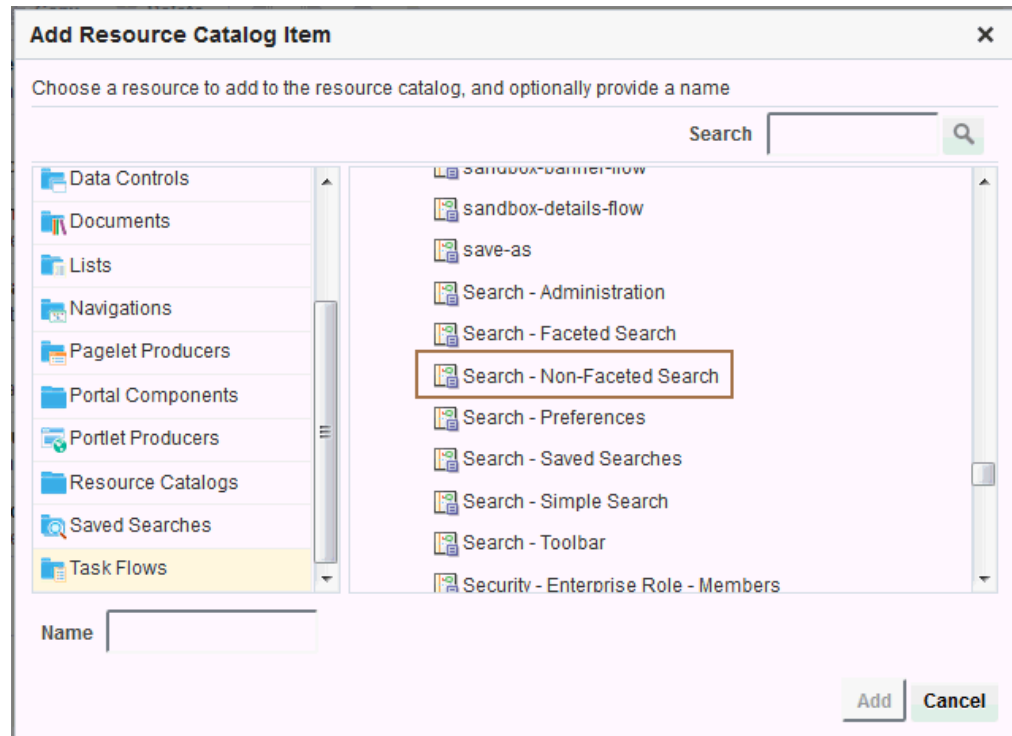 Add Resource Catalog Item
Choose a resource to add to the resource catalog, and optionally provide a name
Search
Data Controls
Documents
Lists
Navigations
Pagelet Producers
Portal Components
Portlet Producers
Resource Catalogs
Saved Searches
Task Flows
sandbox-banner-flow
sandbox-details-flow
save-as
Search - Administration
Search - Faceted Search
Search - Non-Faceted Search
Search - Preferences
Search - Saved Searches
Search - Simple Search
Search - Toolbar
Security - Enterprise Role - Members
Name
Add
Cancel